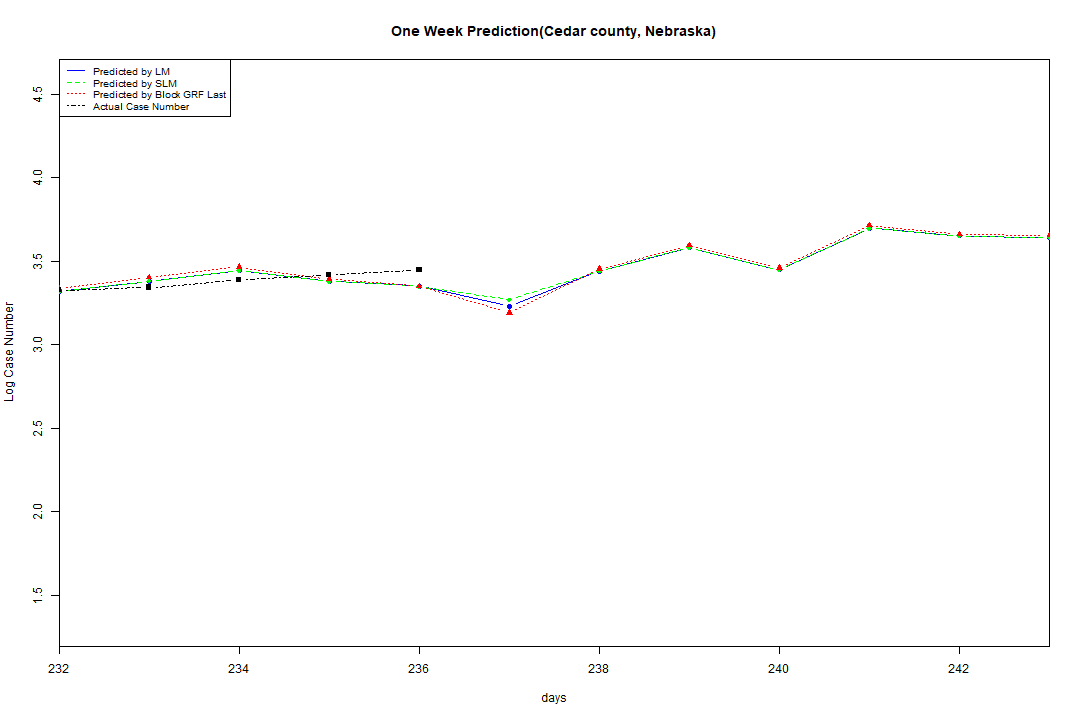 One Week Prediction(Cedar county, Nebraska)
Predicted by LM
Predicted by SLM
Predicted by Block GRF Last
Actual Case Number
4.5
4.0
3.5
3.0
2.5
2.0
1.5
Log Case Number
232 234 236 238 240 242
days